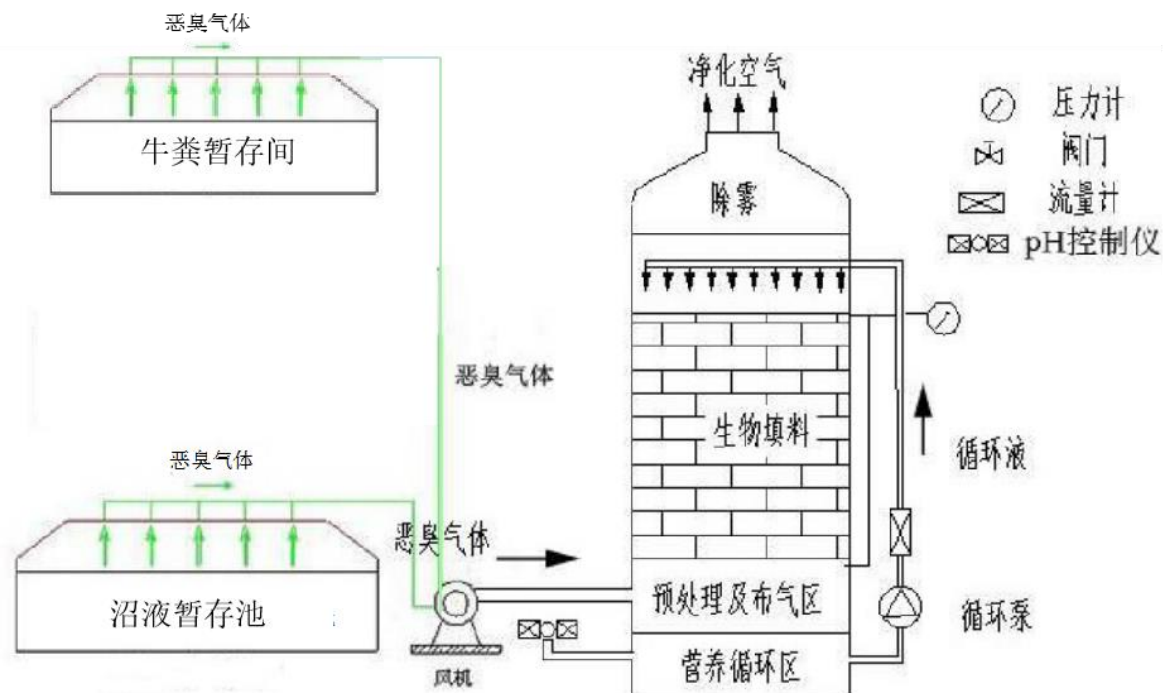 恶臭气体
牛粪暂存间
净化空气
除雾
压力计
阀门
流量计
pH控制仪
恶臭气体
生物填料
循环液
恶臭气体
恶臭气体
沼液暂存池
预处理及布气区
循环泵
营养循环区
风机